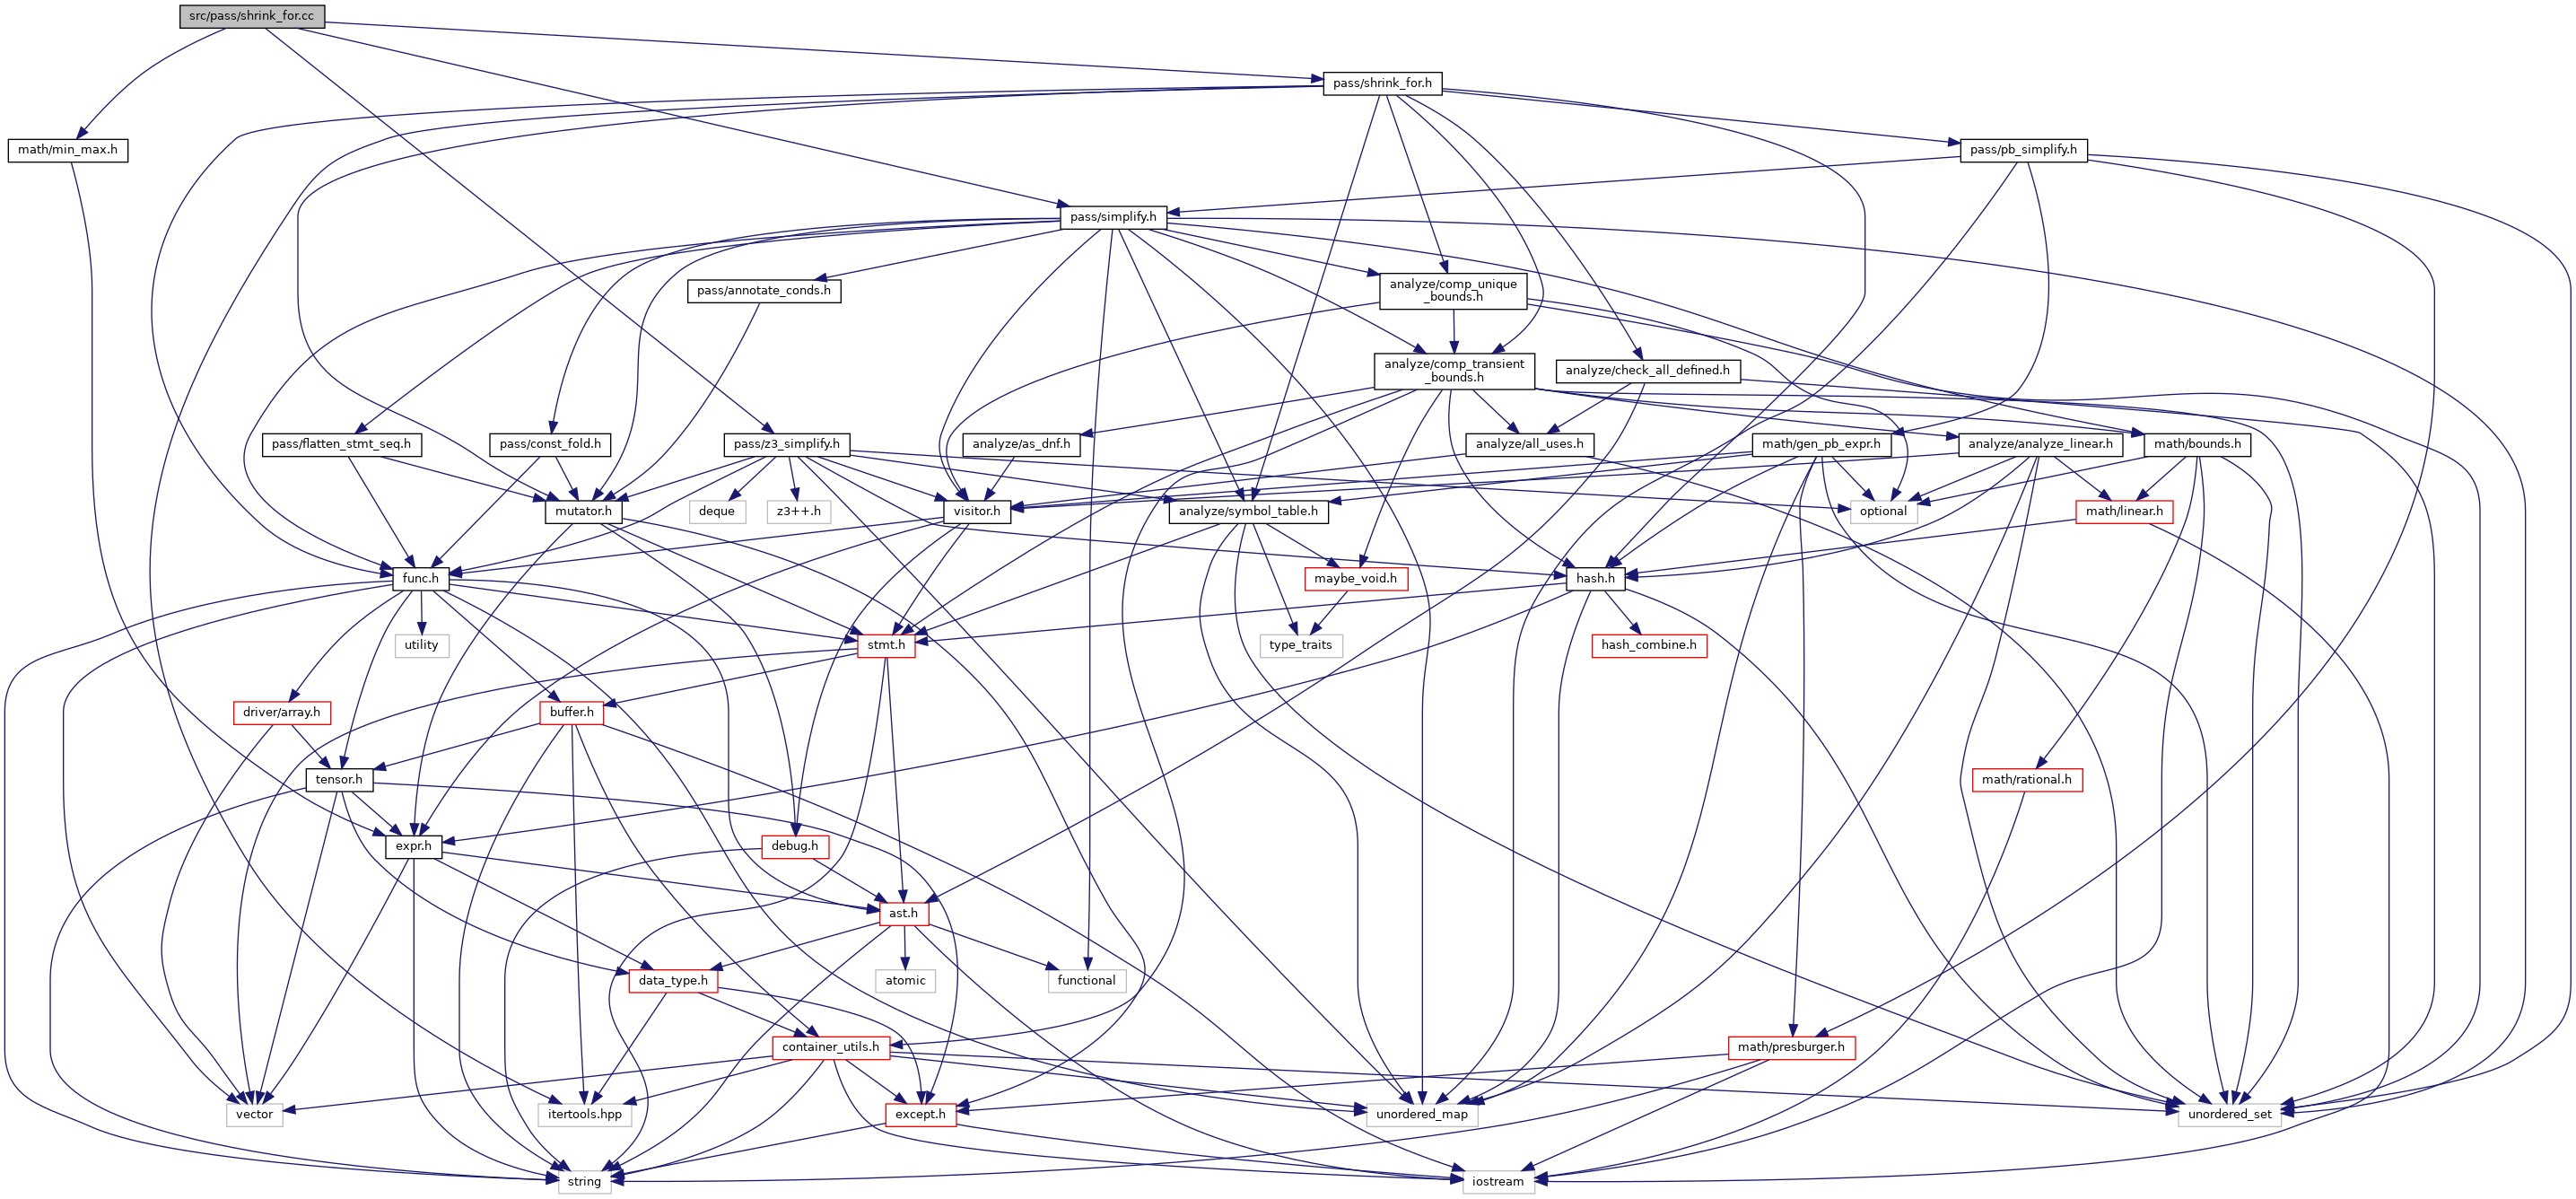 src/pass/shrink_for.cc
pass/shrink_for.h
math/min_max.h
pass/pb_simplify.h
pass/simplify.h
pass/annotate_conds.h
analyze/comp_unique
_bounds.h
analyze/comp_transient
_bounds.h
analyze/check_all_defined.h
pass/flatten_stmt_seq.h
pass/const_fold.h
pass/z3_simplify.h
analyze/as_dnf.h
analyze/all_uses.h
math/gen_pb_expr.h
analyze/analyze_linear.h
math/bounds.h
mutator.h
deque
z3++.h
visitor.h
analyze/symbol_table.h
optional
math/linear.h
func.h
maybe_void.h
hash.h
utility
stmt.h
type_traits
hash_combine.h
driver/array.h
buffer.h
tensor.h
math/rational.h
expr.h
debug.h
ast.h
data_type.h
atomic
functional
container_utils.h
math/presburger.h
vector
itertools.hpp
except.h
unordered_map
unordered_set
string
iostream